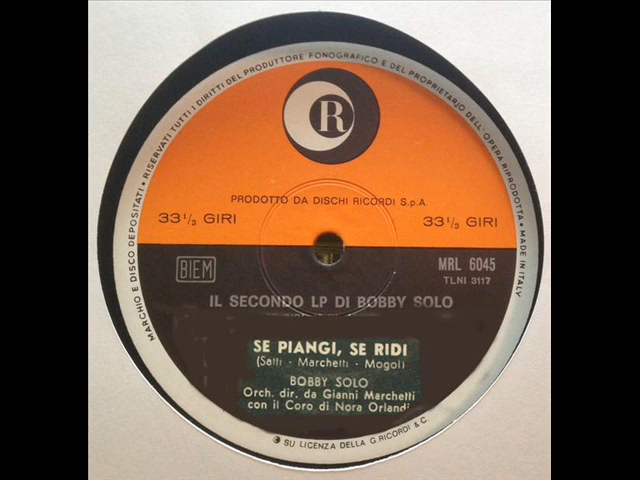 MARCHIO E DISCO DEPOSITATI • RISERVATI TUTTI I DIRITTI DEL PRODUTTORE FONOGRAFICO E DEL PROPRIETARIO DELL'OPERA RIPRODOTTA • MADE IN ITALY
R
PRODOTTO DA DISCHI RICORDI S.p.A
33 1/3 GIRI
33 1/3 GIRI
BIEM
MRL 6045
TLNI 3117
IL SECONDO LP DI BOBBY SOLO
SE PIANGI, SE RIDI
(Satti - Marchetti - Mogol)
BOBBY SOLO
Orch. dir. da Gianni Marchetti
con il Coro di Nora Orlandi
℗ SU LICENZA DELLA G. RICORDI & C.